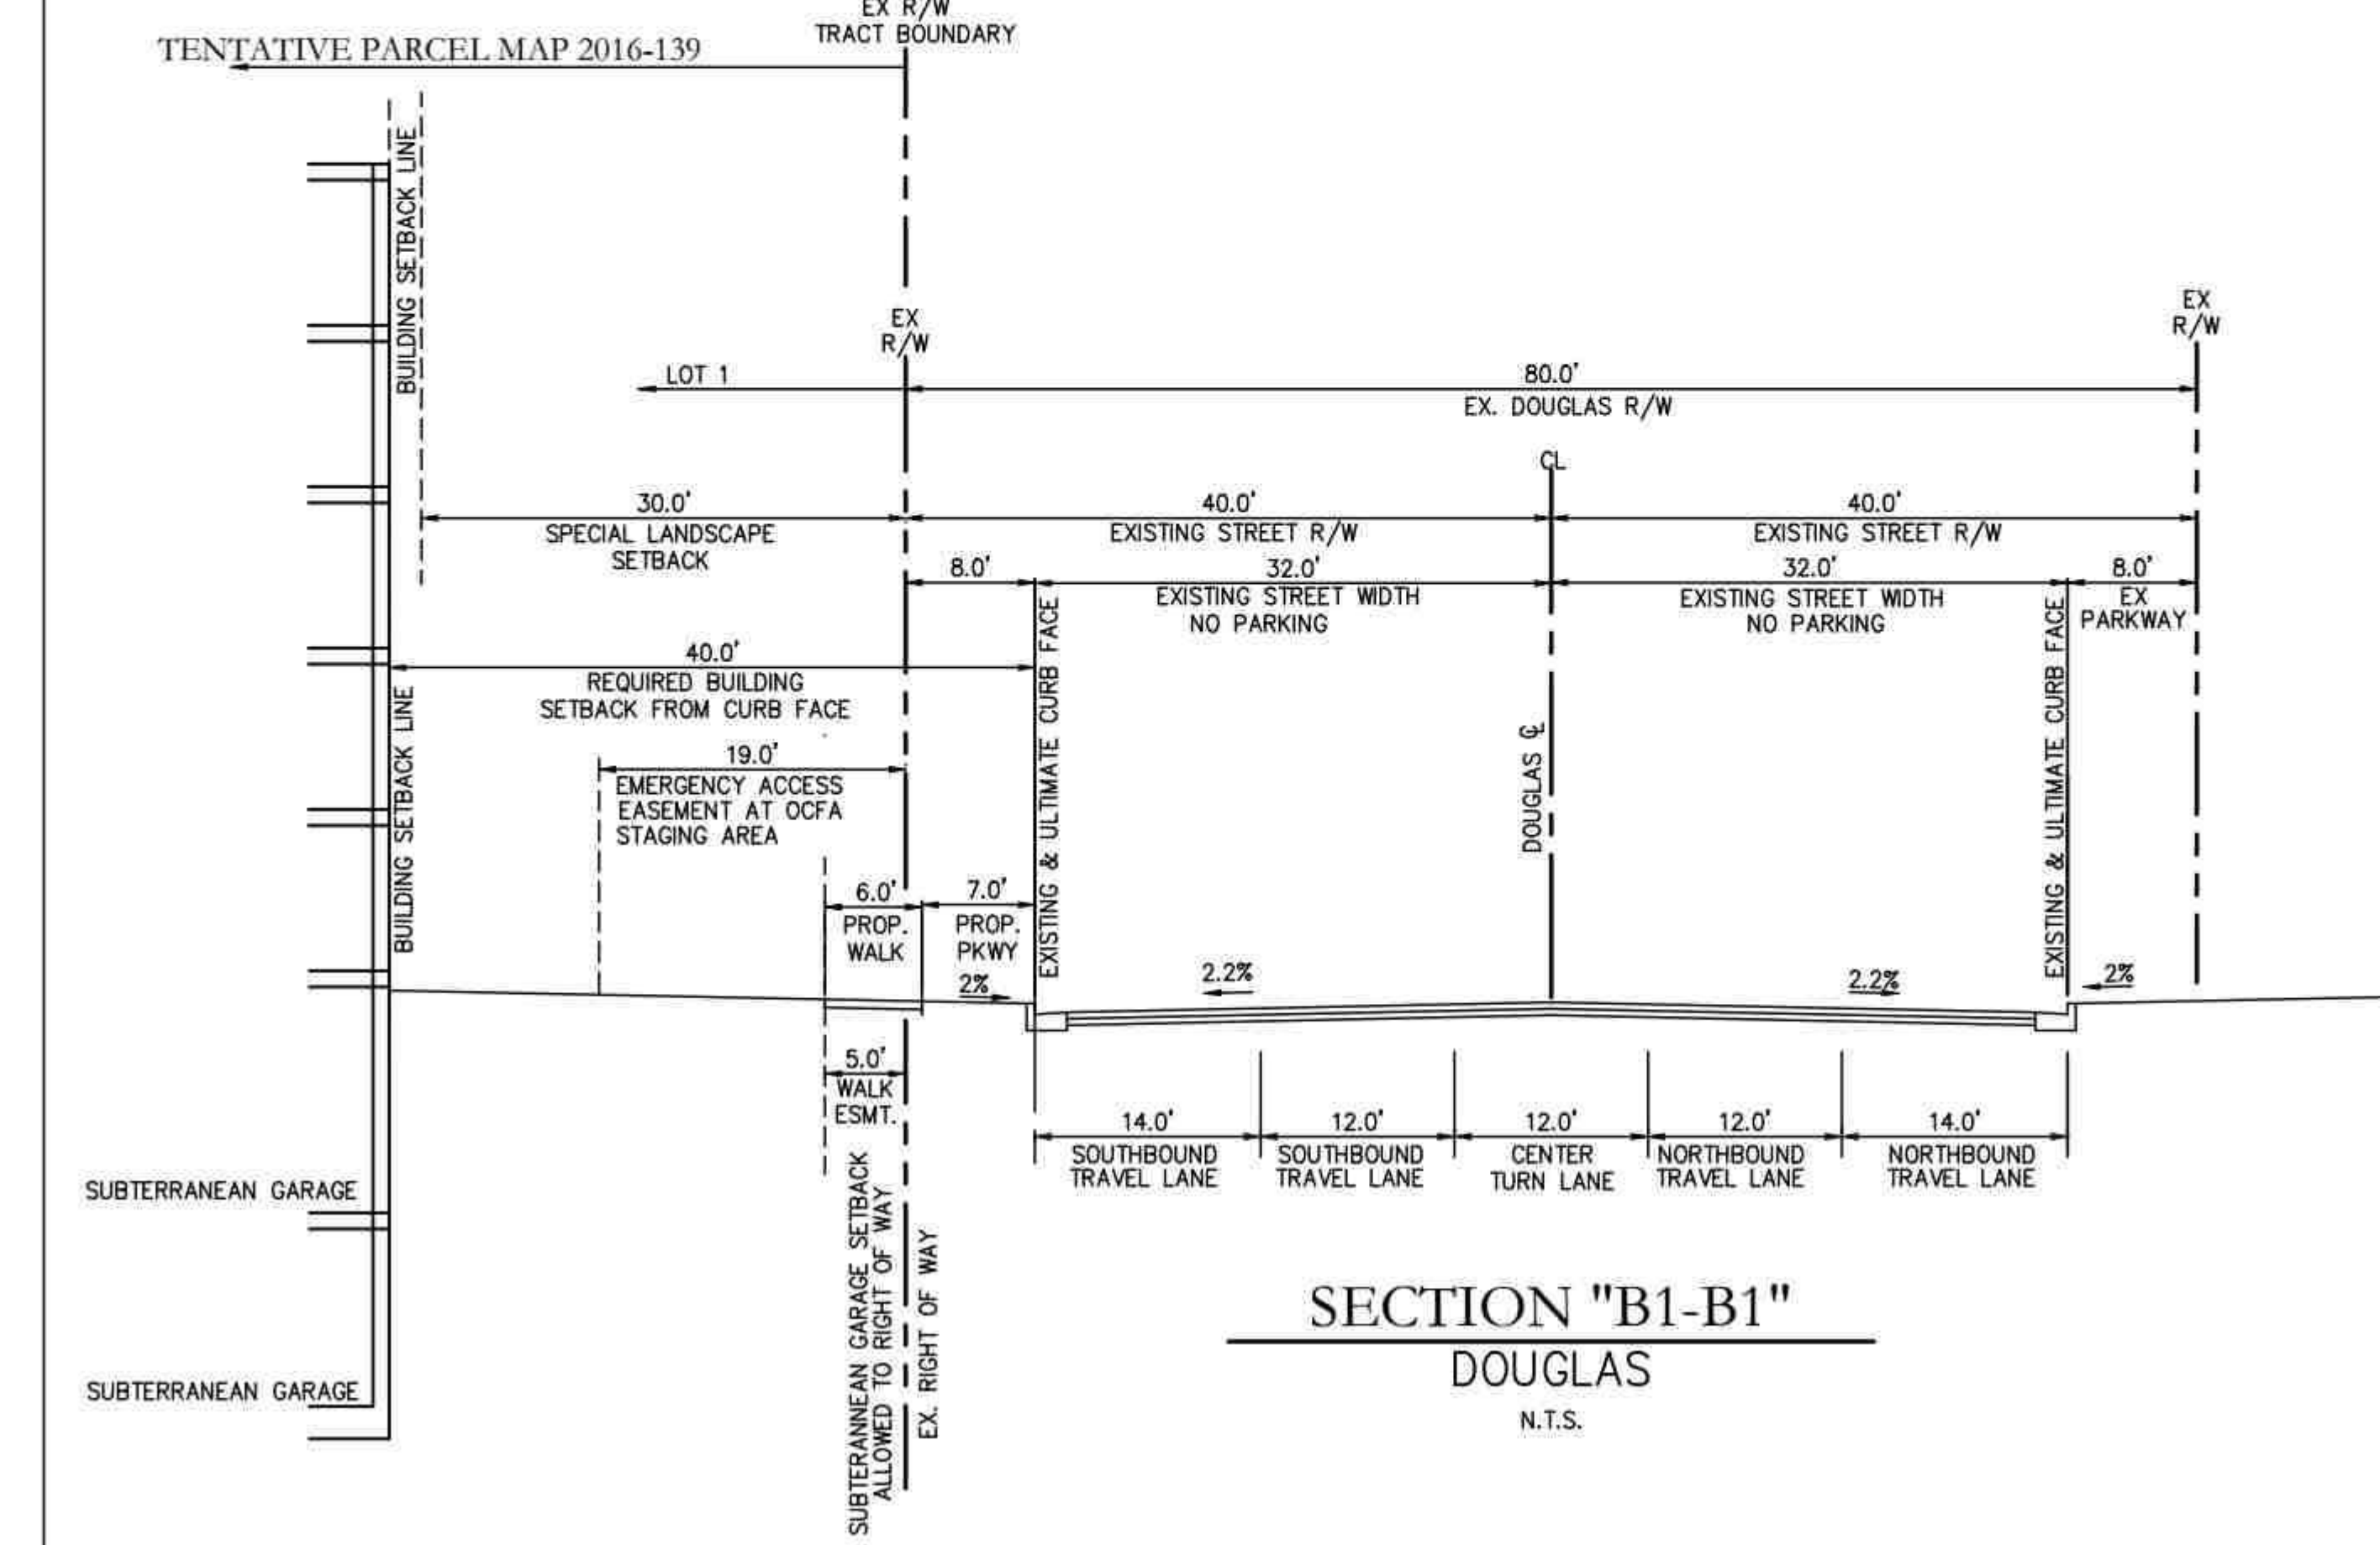 EX R/W
TRACT BOUNDARY
TENTATIVE PARCEL MAP 2016-139
BUILDING SETBACK LINE
EX
R/W
EX
R/W
LOT 1
80.0'
EX. DOUGLAS R/W
CL
30.0'
SPECIAL LANDSCAPE
SETBACK
40.0'
EXISTING STREET R/W
40.0'
EXISTING STREET R/W
8.0'
32.0'
EXISTING STREET WIDTH
NO PARKING
32.0'
EXISTING STREET WIDTH
NO PARKING
8.0'
EX
PARKWAY
40.0'
REQUIRED BUILDING
SETBACK FROM CURB FACE
BUILDING SETBACK LINE
EXISTING & ULTIMATE CURB FACE
DOUGLAS ℄
EXISTING & ULTIMATE CURB FACE
19.0'
EMERGENCY ACCESS
EASEMENT AT OCFA
STAGING AREA
6.0'
PROP.
WALK
7.0'
PROP.
PKWY
2%
2.2%
2.2%
2%
5.0'
WALK
ESMT.
14.0'
SOUTHBOUND
TRAVEL LANE
12.0'
SOUTHBOUND
TRAVEL LANE
12.0'
CENTER
TURN LANE
12.0'
NORTHBOUND
TRAVEL LANE
14.0'
NORTHBOUND
TRAVEL LANE
SUBTERRANEAN GARAGE
SUBTERRANEAN GARAGE
SUBTERANNEAN GARAGE SETBACK
ALLOWED TO RIGHT OF WAY
EX. RIGHT OF WAY
SECTION "B1-B1"
DOUGLAS
N.T.S.